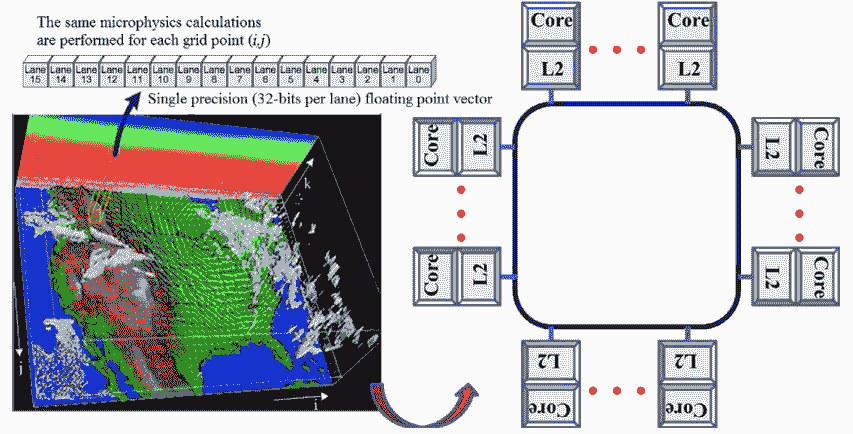 The same microphysics calculations
are performed for each grid point (i,j)
Lane 15 Lane 14 Lane 13 Lane 12 Lane 11 Lane 10 Lane 9 Lane 8 Lane 7 Lane 6 Lane 5 Lane 4 Lane 3 Lane 2 Lane 1 Lane 0
Single precision (32-bits per lane) floating point vector
k
j
i
Core Core
L2 L2
Core L2
L2 Core
Core L2
L2 Core
L2 L2
Core Core